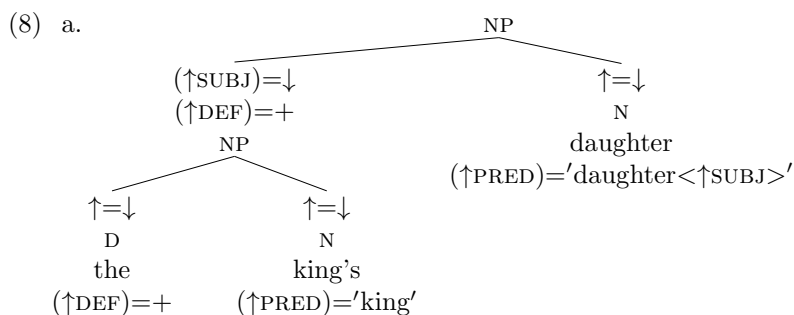 (8) a. NP
(↑SUBJ)=↓ ↑=↓
(↑DEF)=+ N
NP daughter
(↑PRED)=′daughter<↑SUBJ>′
↑=↓ ↑=↓
D N
the king's
(↑DEF)=+ (↑PRED)=′king′